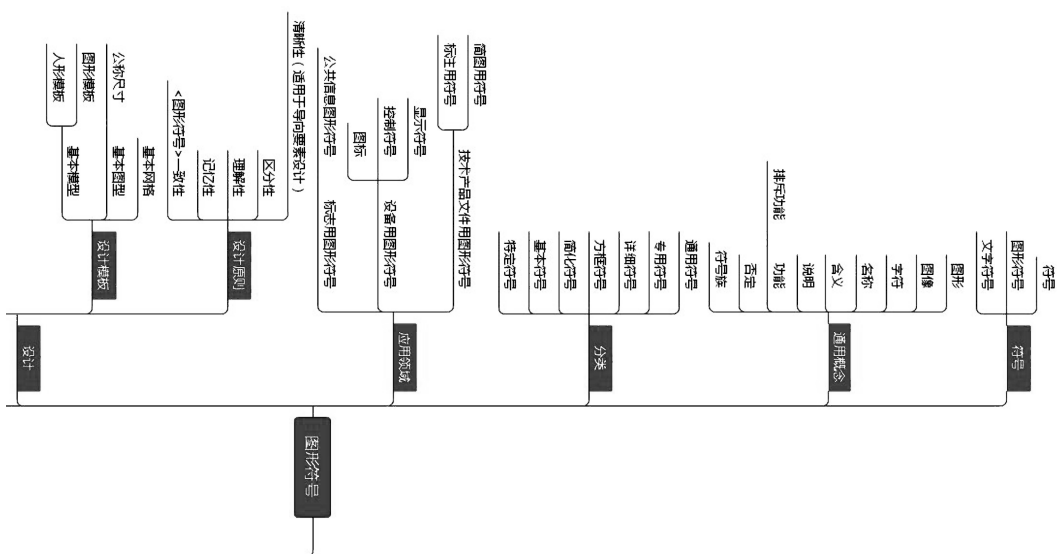 图形符号
符号
符号
图形符号
文字符号
通用概念
图形
图像
字符
名称
含义
说明
功能
排斥功能
否定
符号族
分类
通用符号
专用符号
详细符号
方框符号
简化符号
基本符号
特定符号
应用领域
技术产品文件用图形符号
简图用符号
标注用符号
设备用图形符号
显示符号
控制符号
图标
标志用图形符号
公共信息图形符号
设计
设计原则
区分性
理解性
记忆性
<图形符号>一致性
清晰性（适用于导向要素设计）
设计模板
基本网格
基本图型
公称尺寸
基本模型
图形模板
人形模板